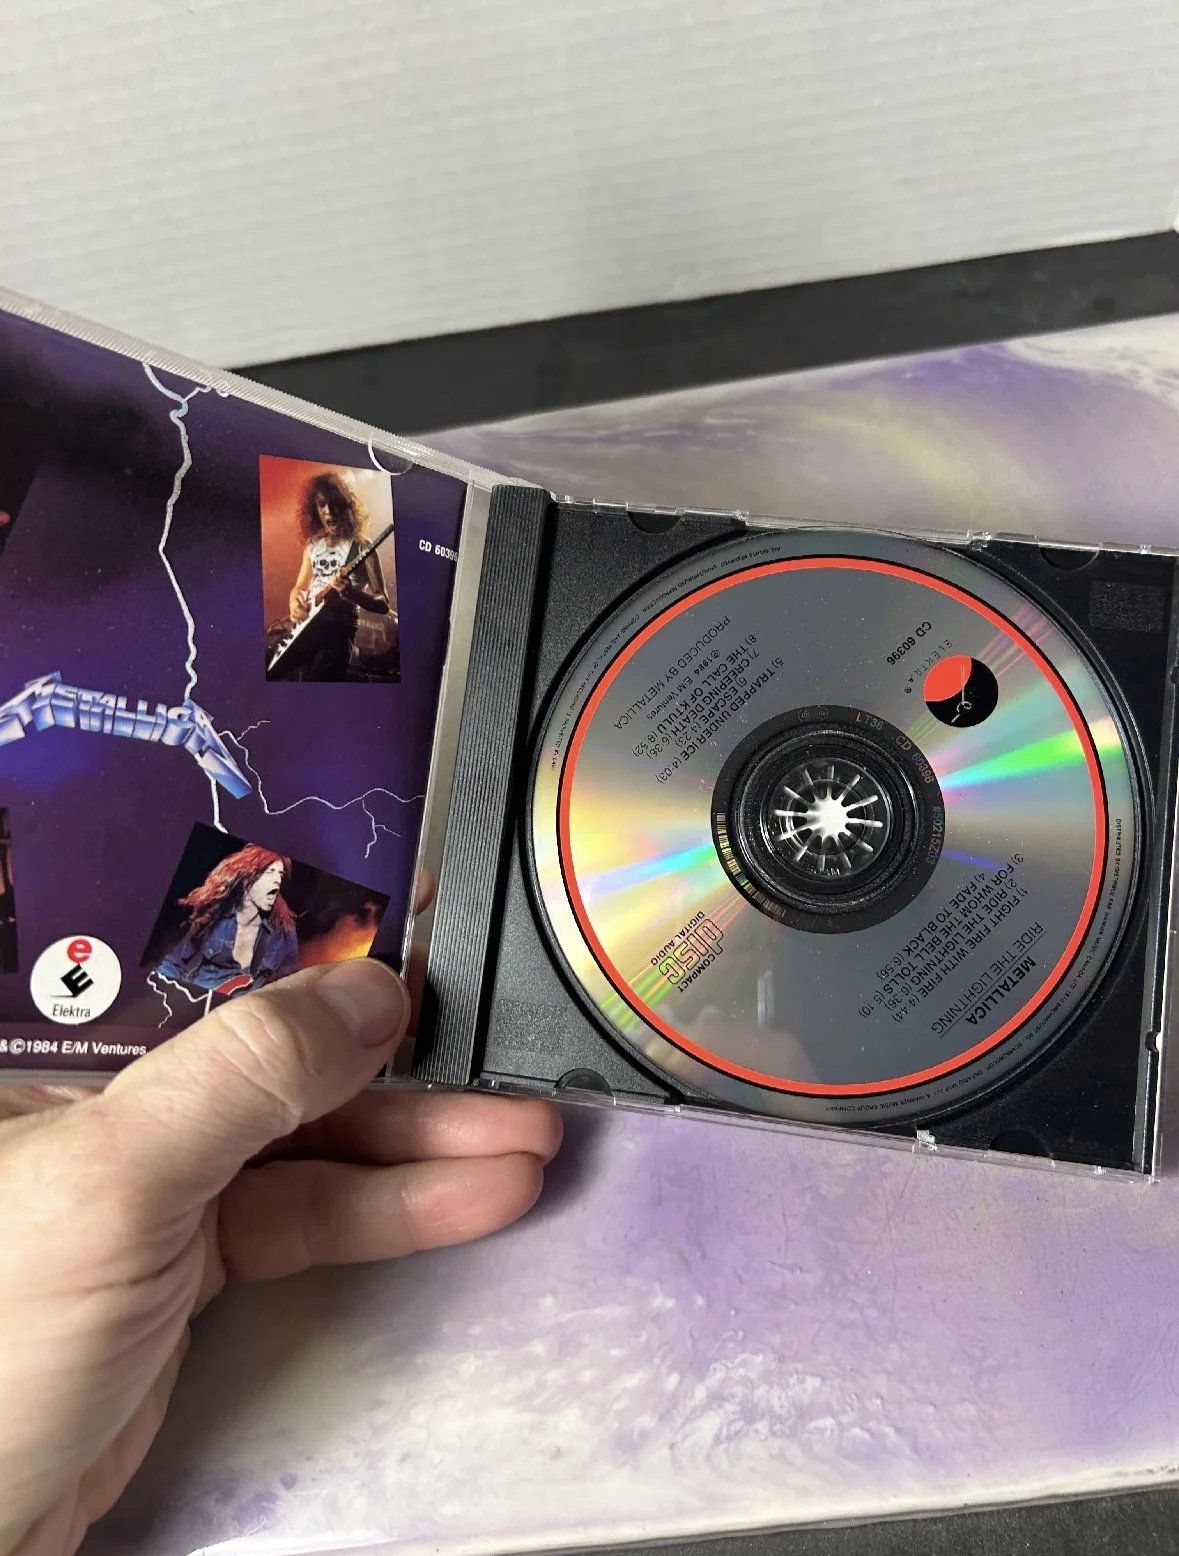 METALLICA
CD 60396
e
E
Elektra
&©1984 E/M Ventures
CD 60396
ELEKTRA
METALLICA
RIDE THE LIGHTNING
1) FIGHT FIRE WITH FIRE (4:44)
2) RIDE THE LIGHTNING (6:36)
3) FOR WHOM THE BELL TOLLS (5:10)
4) FADE TO BLACK (6:56)
5) TRAPPED UNDER ICE (4:03)
6) ESCAPE (4:23)
7) CREEPING DEATH (6:36)
8) THE CALL OF KTULU (8:52)
℗1984 E/M Ventures
PRODUCED BY METALLICA
COMPACT
disc
DIGITAL AUDIO
ALL RIGHTS RESERVED